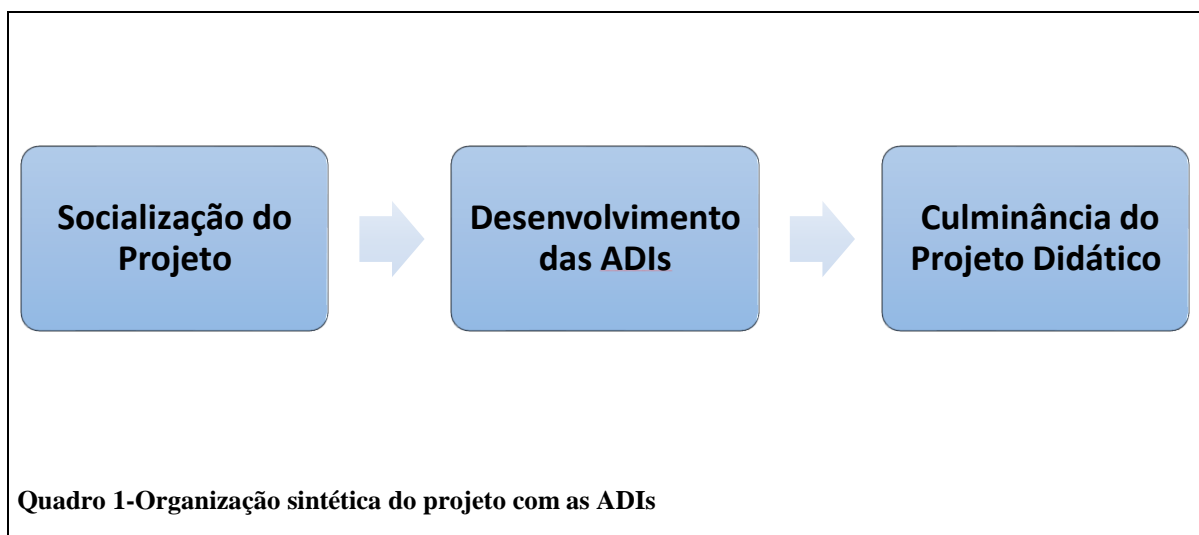 Socialização do
Projeto
Desenvolvimento
das ADIs
Culminância do
Projeto Didático
Quadro 1-Organização sintética do projeto com as ADIs